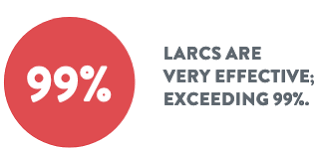 99%
LARCS ARE
VERY EFFECTIVE;
EXCEEDING 99%.